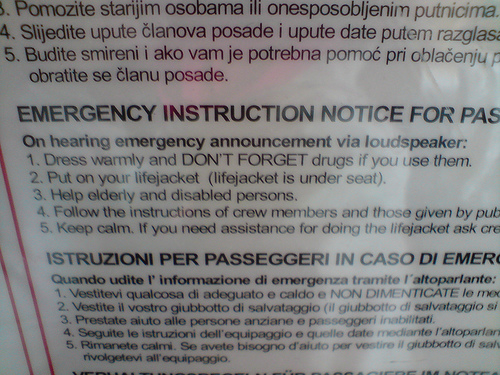 3. Pomozite starijim osobama ili onesposobljenim putnicima
4. Slijedite upute članova posade i upute date putem razglasa
5. Budite smireni i ako vam je potrebna pomoć pri oblačenju
obratite se članu posade.
EMERGENCY INSTRUCTION NOTICE FOR PAS
On hearing emergency announcement via loudspeaker:
1. Dress warmly and DON'T FORGET drugs if you use them.
2. Put on your lifejacket (lifejacket is under seat).
3. Help elderly and disabled persons.
4. Follow the instructions of crew members and those given by pub
5. Keep calm. If you need assistance for doing the lifejacket ask cre
ISTRUZIONI PER PASSEGGERI IN CASO DI EMERG
Quando udite l' informazione di emergenza tramite l'altoparlante:
1. Vestitevi qualcosa di adeguato e caldo e NON DIMENTICATE le me
2. Vestite il vostro giubbotto di salvataggio (il giubbotto di salvataggio si
3. Prestate aiuto alle persone anziane e passeggeri inabilitati.
4. Seguite le istruzioni dell'equipaggio e quelle date mediante l'altoparlan
5. Rimanete calmi. Se avete bisogno d'aiuto per vestire il giubbotto di salv
rivolgetevi all'equipaggio.